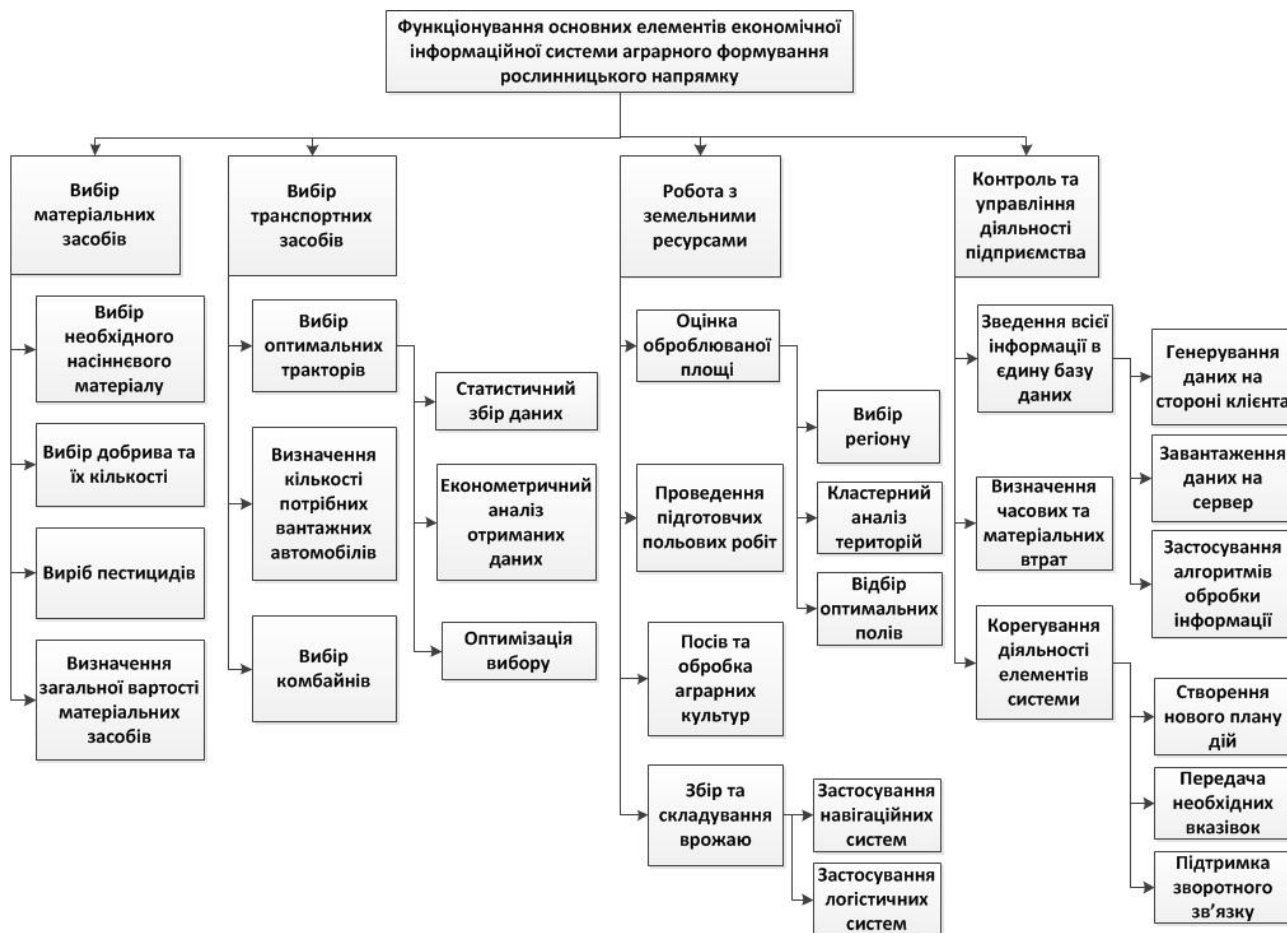 Функціонування основних елементів економічної
інформаційної системи аграрного формування
рослинницького напрямку
Вибір
матеріальних
засобів
Вибір
необхідного
насіннєвого
матеріалу
Вибір добрива та
їх кількості
Виріб пестицидів
Визначення
загальної вартості
матеріальних
засобів
Вибір
транспортних
засобів
Вибір
оптимальних
тракторів
Статистичний
збір даних
Економетричний
аналіз
отриманих
даних
Оптимізація
вибору
Визначення
кількості
потрібних
вантажних
автомобілів
Вибір
комбайнів
Робота з
земельними
ресурсами
Оцінка
оброблюваної
площі
Вибір
регіону
Кластерний
аналіз
територій
Відбір
оптимальних
полів
Проведення
підготовчих
польових робіт
Посів та
обробка
аграрних
культур
Збір та
складування
врожаю
Застосування
навігаційних
систем
Застосування
логістичних
систем
Контроль та
управління
діяльності
підприємства
Зведення всієї
інформації в
єдину базу
даних
Генерування
даних на
стороні клієнта
Завантаження
даних на
сервер
Застосування
алгоритмів
обробки
інформації
Визначення
часових та
матеріальних
втрат
Корегування
діяльності
елементів
системи
Створення
нового плану
дій
Передача
необхідних
вказівок
Підтримка
зворотного
зв’язку